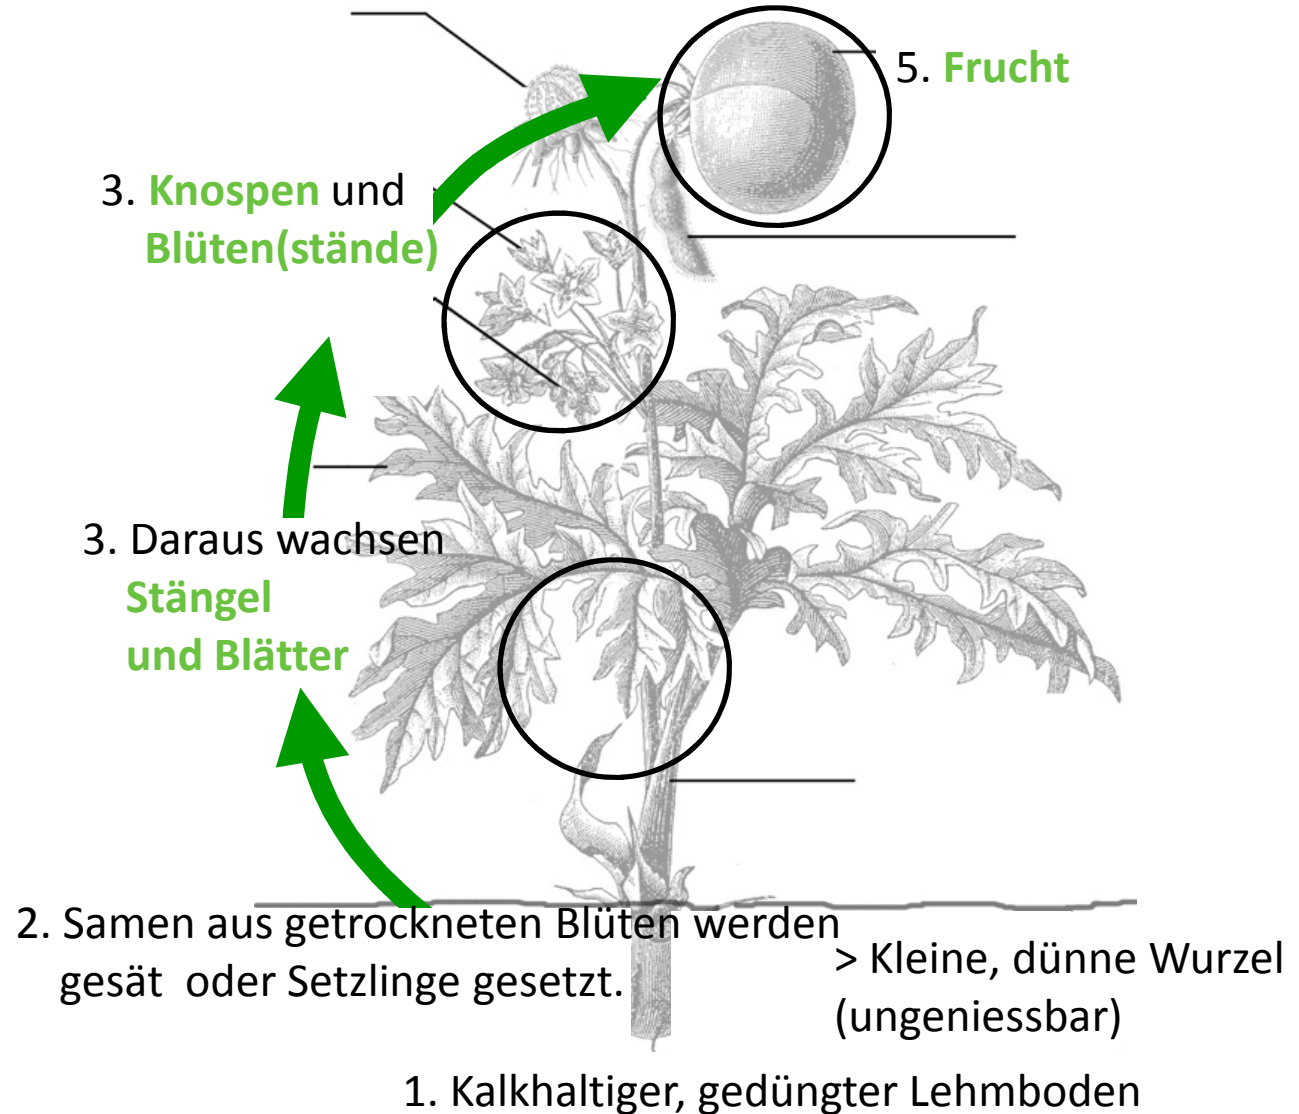 5. Frucht
3. Knospen und
Blüten(stände)
3. Daraus wachsen
Stängel
und Blätter
2. Samen aus getrockneten Blüten werden
gesät oder Setzlinge gesetzt.
> Kleine, dünne Wurzel
(ungeniessbar)
1. Kalkhaltiger, gedüngter Lehmboden